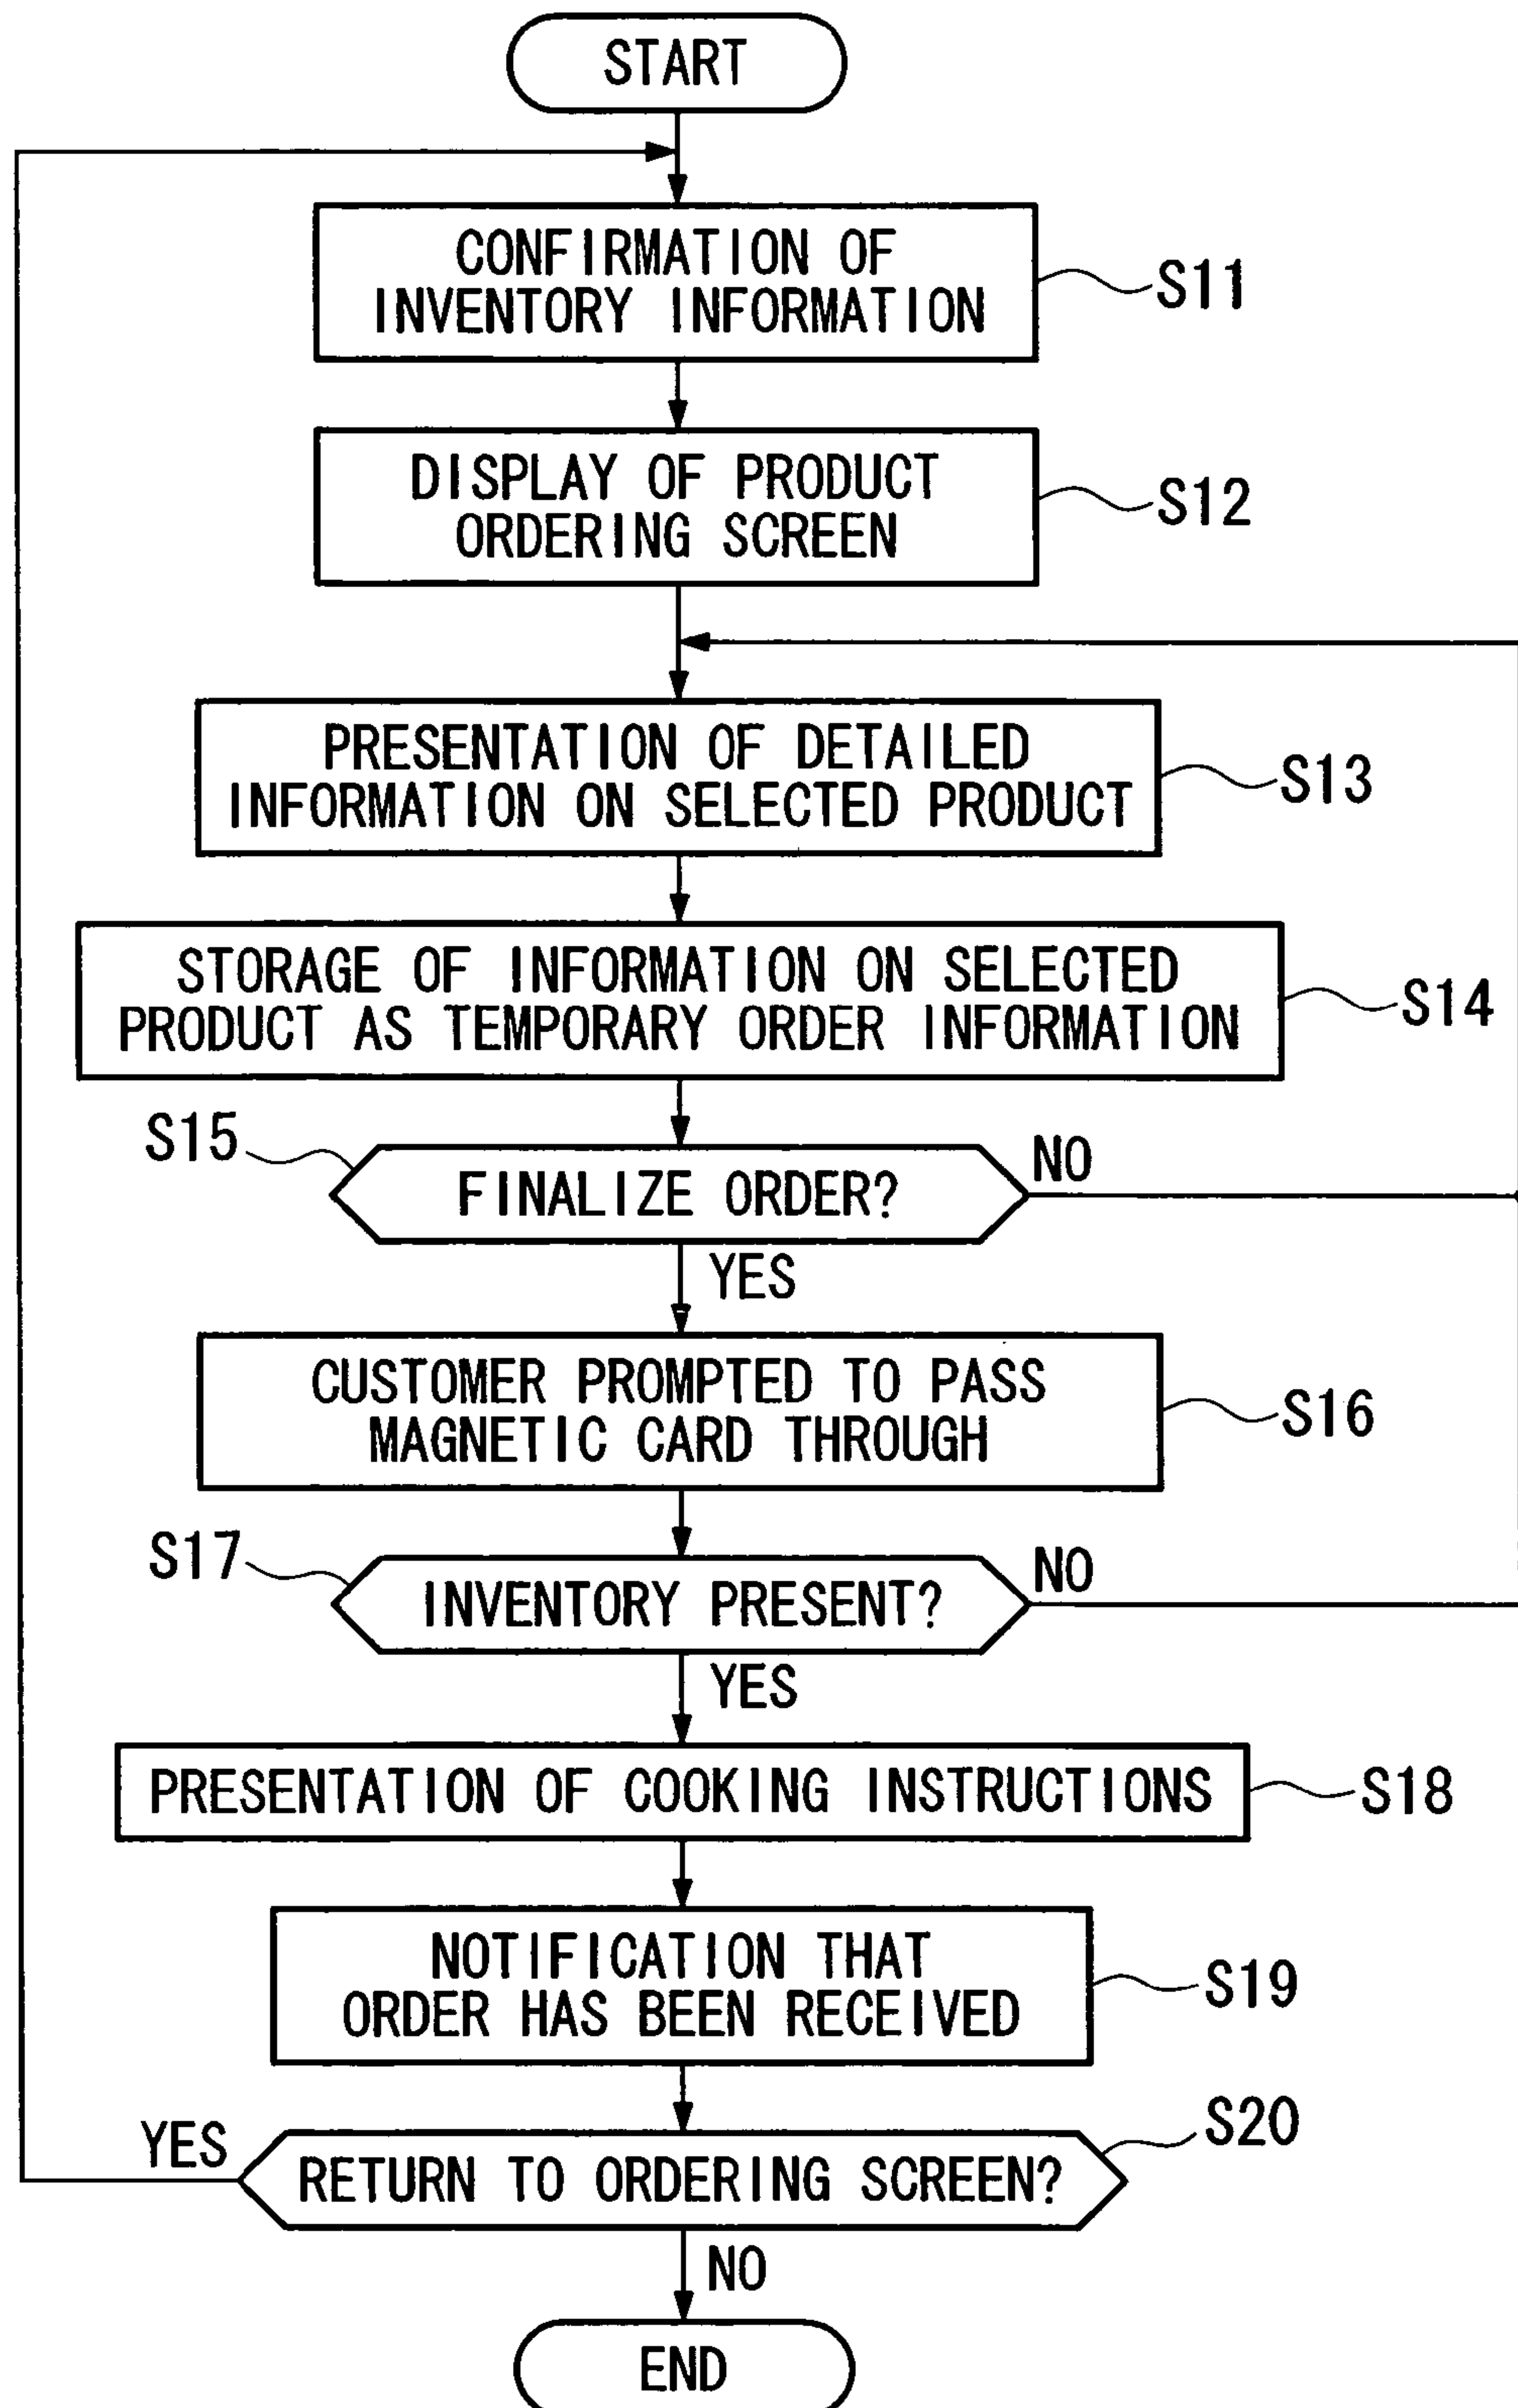 START
CONFIRMATION OF
INVENTORY INFORMATION
S11
DISPLAY OF PRODUCT
ORDERING SCREEN
S12
PRESENTATION OF DETAILED
INFORMATION ON SELECTED PRODUCT
S13
STORAGE OF INFORMATION ON SELECTED
PRODUCT AS TEMPORARY ORDER INFORMATION
S14
S15
FINALIZE ORDER?
NO
YES
CUSTOMER PROMPTED TO PASS
MAGNETIC CARD THROUGH
S16
S17
INVENTORY PRESENT?
NO
YES
PRESENTATION OF COOKING INSTRUCTIONS
S18
NOTIFICATION THAT
ORDER HAS BEEN RECEIVED
S19
S20
YES
RETURN TO ORDERING SCREEN?
NO
END